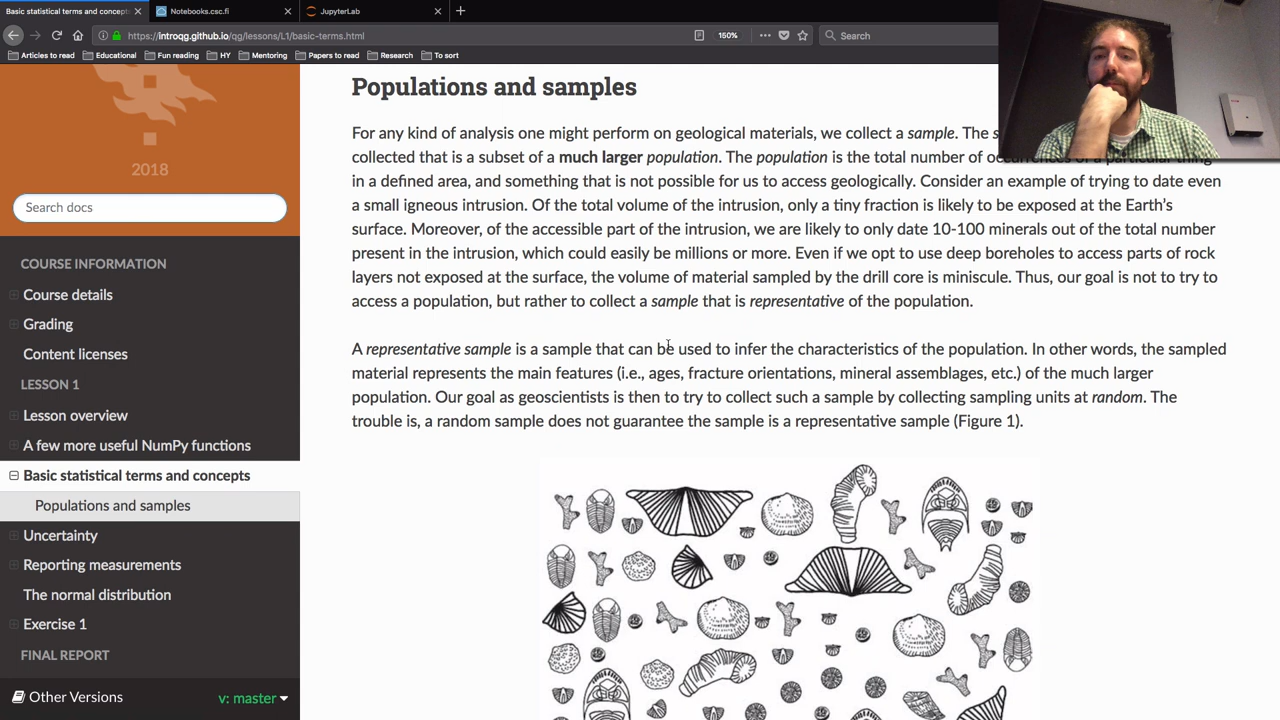 Basic statistical terms and concept
Notebooks.csc.fi
JupyterLab
https://introqg.github.io/qg/lessons/L1/basic-terms.html
150%
Search
Articles to read
Educational
Fun reading
HY
Mentoring
Papers to read
Research
To sort
2018
Search docs
COURSE INFORMATION
Course details
Grading
Content licenses
LESSON 1
Lesson overview
A few more useful NumPy functions
Basic statistical terms and concepts
Populations and samples
Uncertainty
Reporting measurements
The normal distribution
Exercise 1
FINAL REPORT
Other Versions
v: master
Populations and samples
For any kind of analysis one might perform on geological materials, we collect a sample. The
collected that is a subset of a much larger population. The population is the total number of
in a defined area, and something that is not possible for us to access geologically. Consider an example of trying to date even
a small igneous intrusion. Of the total volume of the intrusion, only a tiny fraction is likely to be exposed at the Earth's
surface. Moreover, of the accessible part of the intrusion, we are likely to only date 10-100 minerals out of the total number
present in the intrusion, which could easily be millions or more. Even if we opt to use deep boreholes to access parts of rock
layers not exposed at the surface, the volume of material sampled by the drill core is miniscule. Thus, our goal is not to try to
access a population, but rather to collect a sample that is representative of the population.
A representative sample is a sample that can be used to infer the characteristics of the population. In other words, the sampled
material represents the main features (i.e., ages, fracture orientations, mineral assemblages, etc.) of the much larger
population. Our goal as geoscientists is then to try to collect such a sample by collecting sampling units at random. The
trouble is, a random sample does not guarantee the sample is a representative sample (Figure 1).